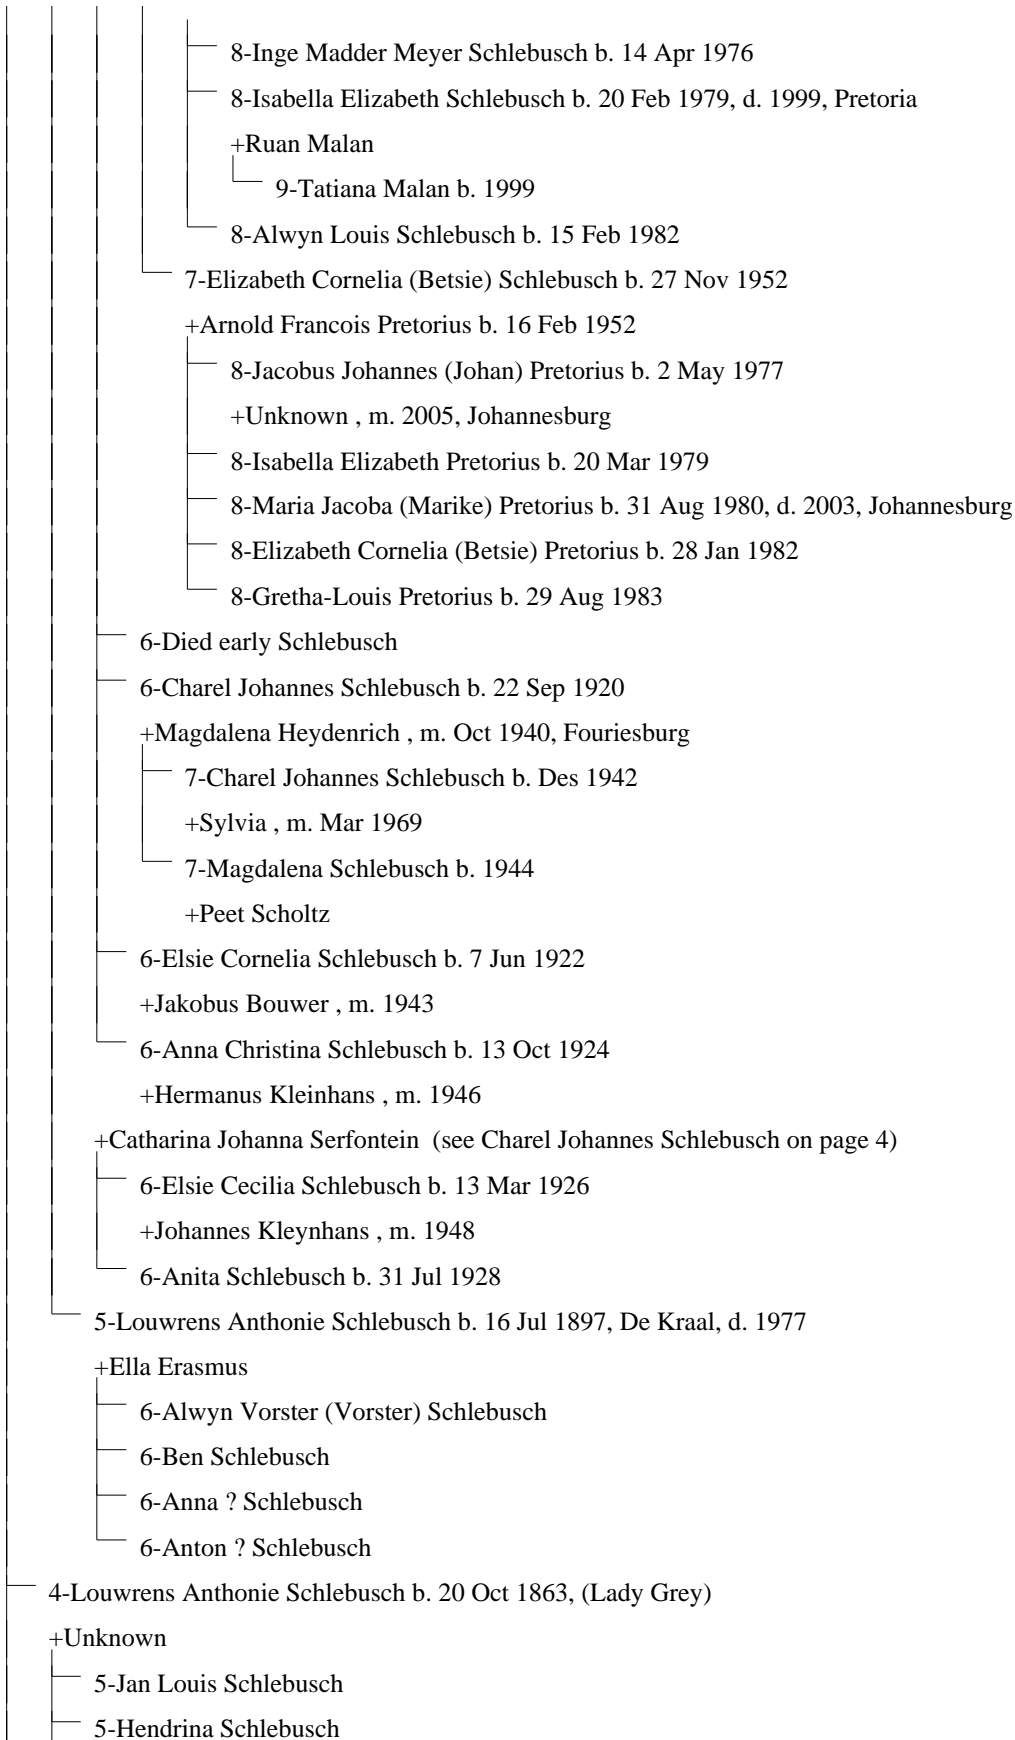 8-Inge Madder Meyer Schlebusch b. 14 Apr 1976
8-Isabella Elizabeth Schlebusch b. 20 Feb 1979, d. 1999, Pretoria
+Ruan Malan
9-Tatiana Malan b. 1999
8-Alwyn Louis Schlebusch b. 15 Feb 1982
7-Elizabeth Cornelia (Betsie) Schlebusch b. 27 Nov 1952
+Arnold Francois Pretorius b. 16 Feb 1952
8-Jacobus Johannes (Johan) Pretorius b. 2 May 1977
+Unknown , m. 2005, Johannesburg
8-Isabella Elizabeth Pretorius b. 20 Mar 1979
8-Maria Jacoba (Marike) Pretorius b. 31 Aug 1980, d. 2003, Johannesburg
8-Elizabeth Cornelia (Betsie) Pretorius b. 28 Jan 1982
8-Gretha-Louis Pretorius b. 29 Aug 1983
6-Died early Schlebusch
6-Charel Johannes Schlebusch b. 22 Sep 1920
+Magdalena Heydenrich , m. Oct 1940, Fouriesburg
7-Charel Johannes Schlebusch b. Des 1942
+Sylvia , m. Mar 1969
7-Magdalena Schlebusch b. 1944
+Peet Scholtz
6-Elsie Cornelia Schlebusch b. 7 Jun 1922
+Jakobus Bouwer , m. 1943
6-Anna Christina Schlebusch b. 13 Oct 1924
+Hermanus Kleinhans , m. 1946
+Catharina Johanna Serfontein (see Charel Johannes Schlebusch on page 4)
6-Elsie Cecilia Schlebusch b. 13 Mar 1926
+Johannes Kleynhans , m. 1948
6-Anita Schlebusch b. 31 Jul 1928
5-Louwrens Anthonie Schlebusch b. 16 Jul 1897, De Kraal, d. 1977
+Ella Erasmus
6-Alwyn Vorster (Vorster) Schlebusch
6-Ben Schlebusch
6-Anna ? Schlebusch
6-Anton ? Schlebusch
4-Louwrens Anthonie Schlebusch b. 20 Oct 1863, (Lady Grey)
+Unknown
5-Jan Louis Schlebusch
5-Hendrina Schlebusch